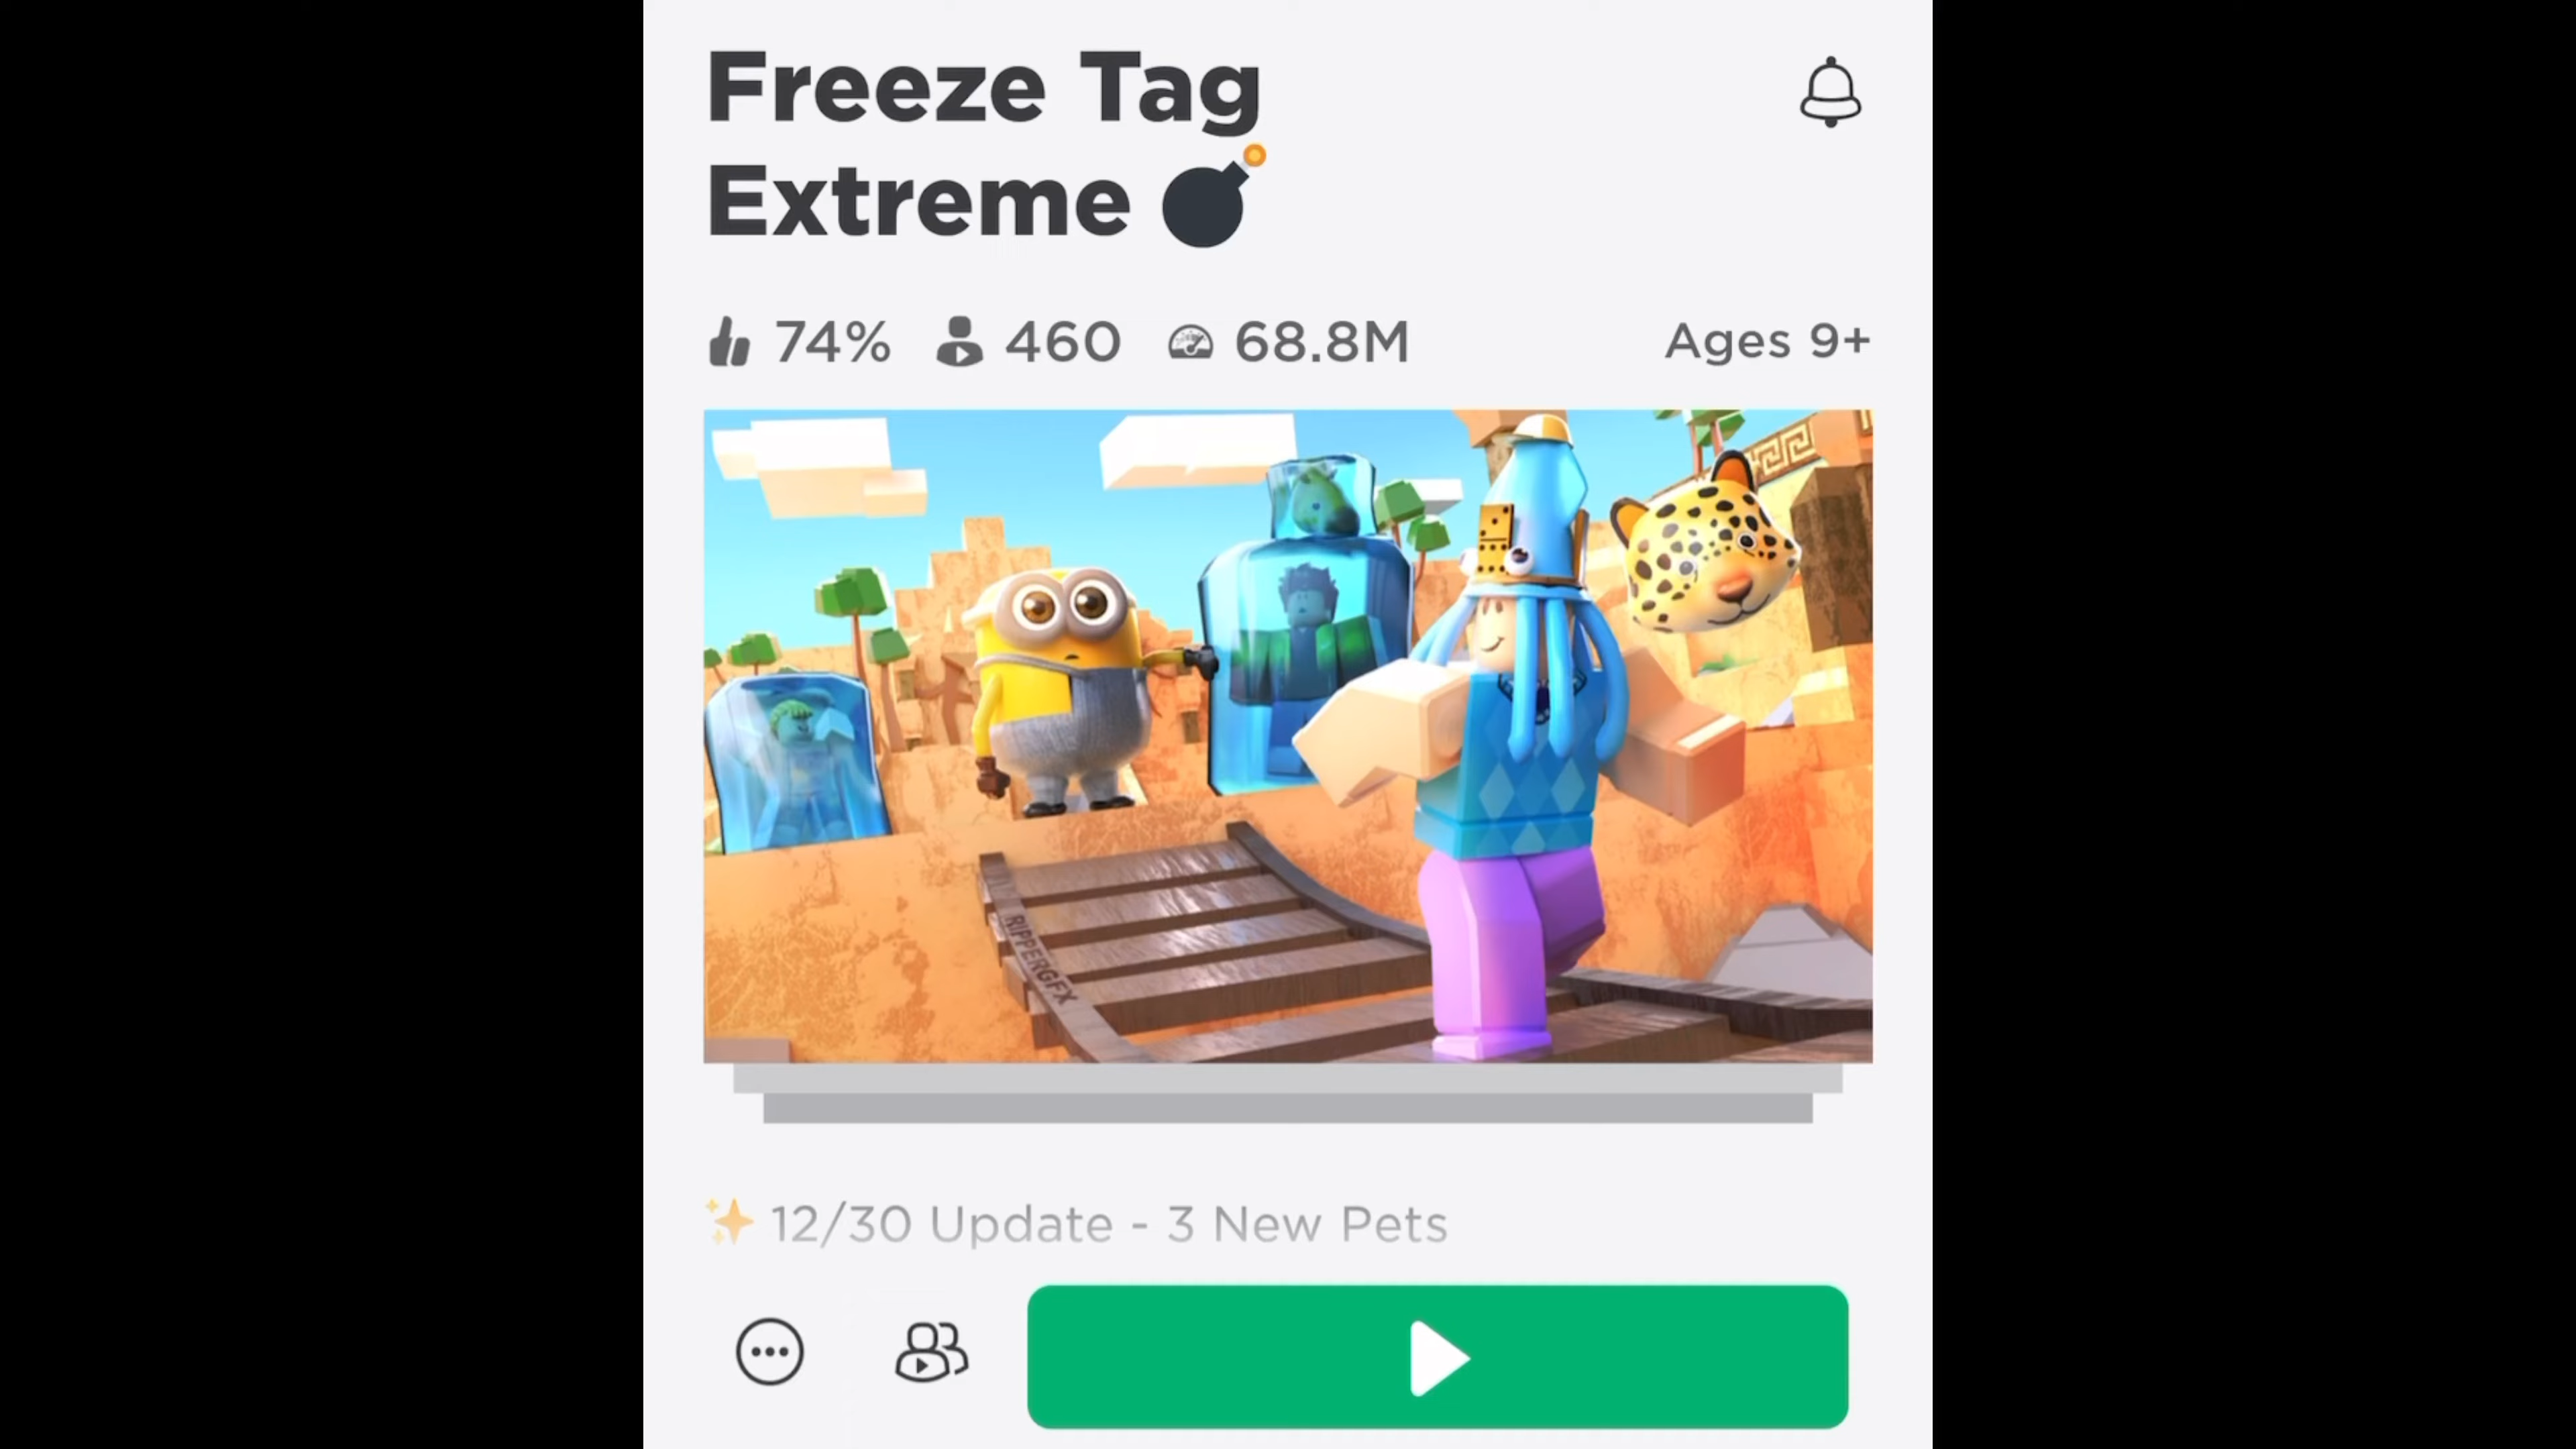 Freeze Tag
Extreme 💣
74% 460 68.8M Ages 9+
RIPPERGFX
✨ 12/30 Update - 3 New Pets